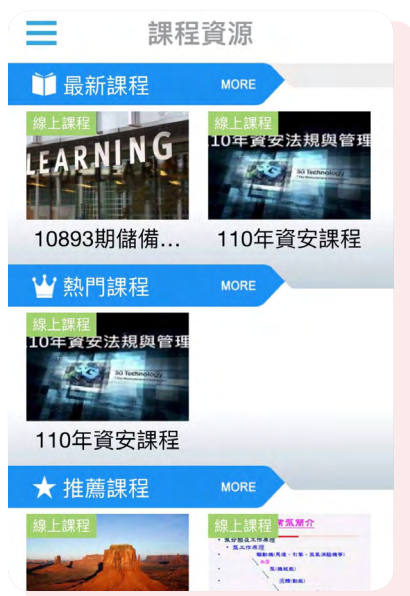 課程資源
最新課程 MORE
線上課程 線上課程
LEARNING
110年資安法規與管理
5G
5G Technology
10893期儲備... 110年資安課程
熱門課程 MORE
線上課程
110年資安法規與管理
5G
5G Technology
110年資安課程
推薦課程 MORE
線上課程 線上課程